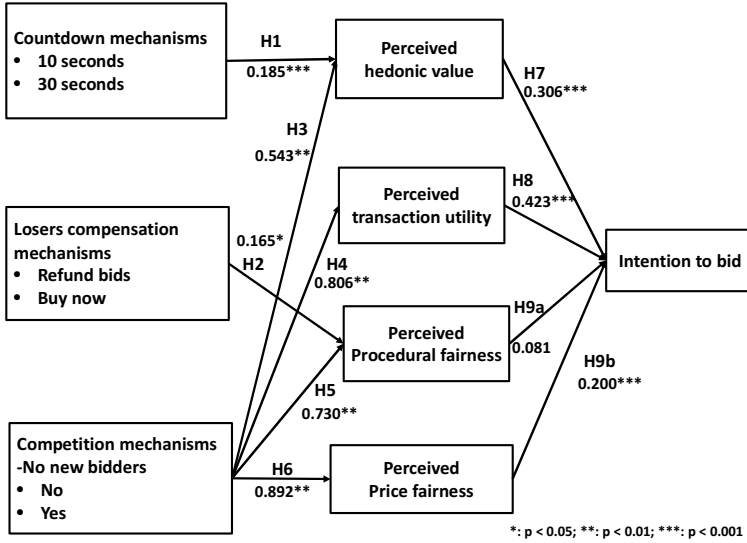 Countdown mechanisms
• 10 seconds
• 30 seconds
H1
0.185***
Perceived
hedonic value
H7
0.306***
H3
0.543**
Perceived
transaction utility
H8
0.423***
Losers compensation
mechanisms
• Refund bids
• Buy now
0.165*
H2
H4
0.806**
Intention to bid
Perceived
Procedural fairness
H9a
0.081
H9b
0.200***
H5
0.730**
Competition mechanisms
-No new bidders
• No
• Yes
H6
0.892**
Perceived
Price fairness
*: p < 0.05; **: p < 0.01; ***: p < 0.001